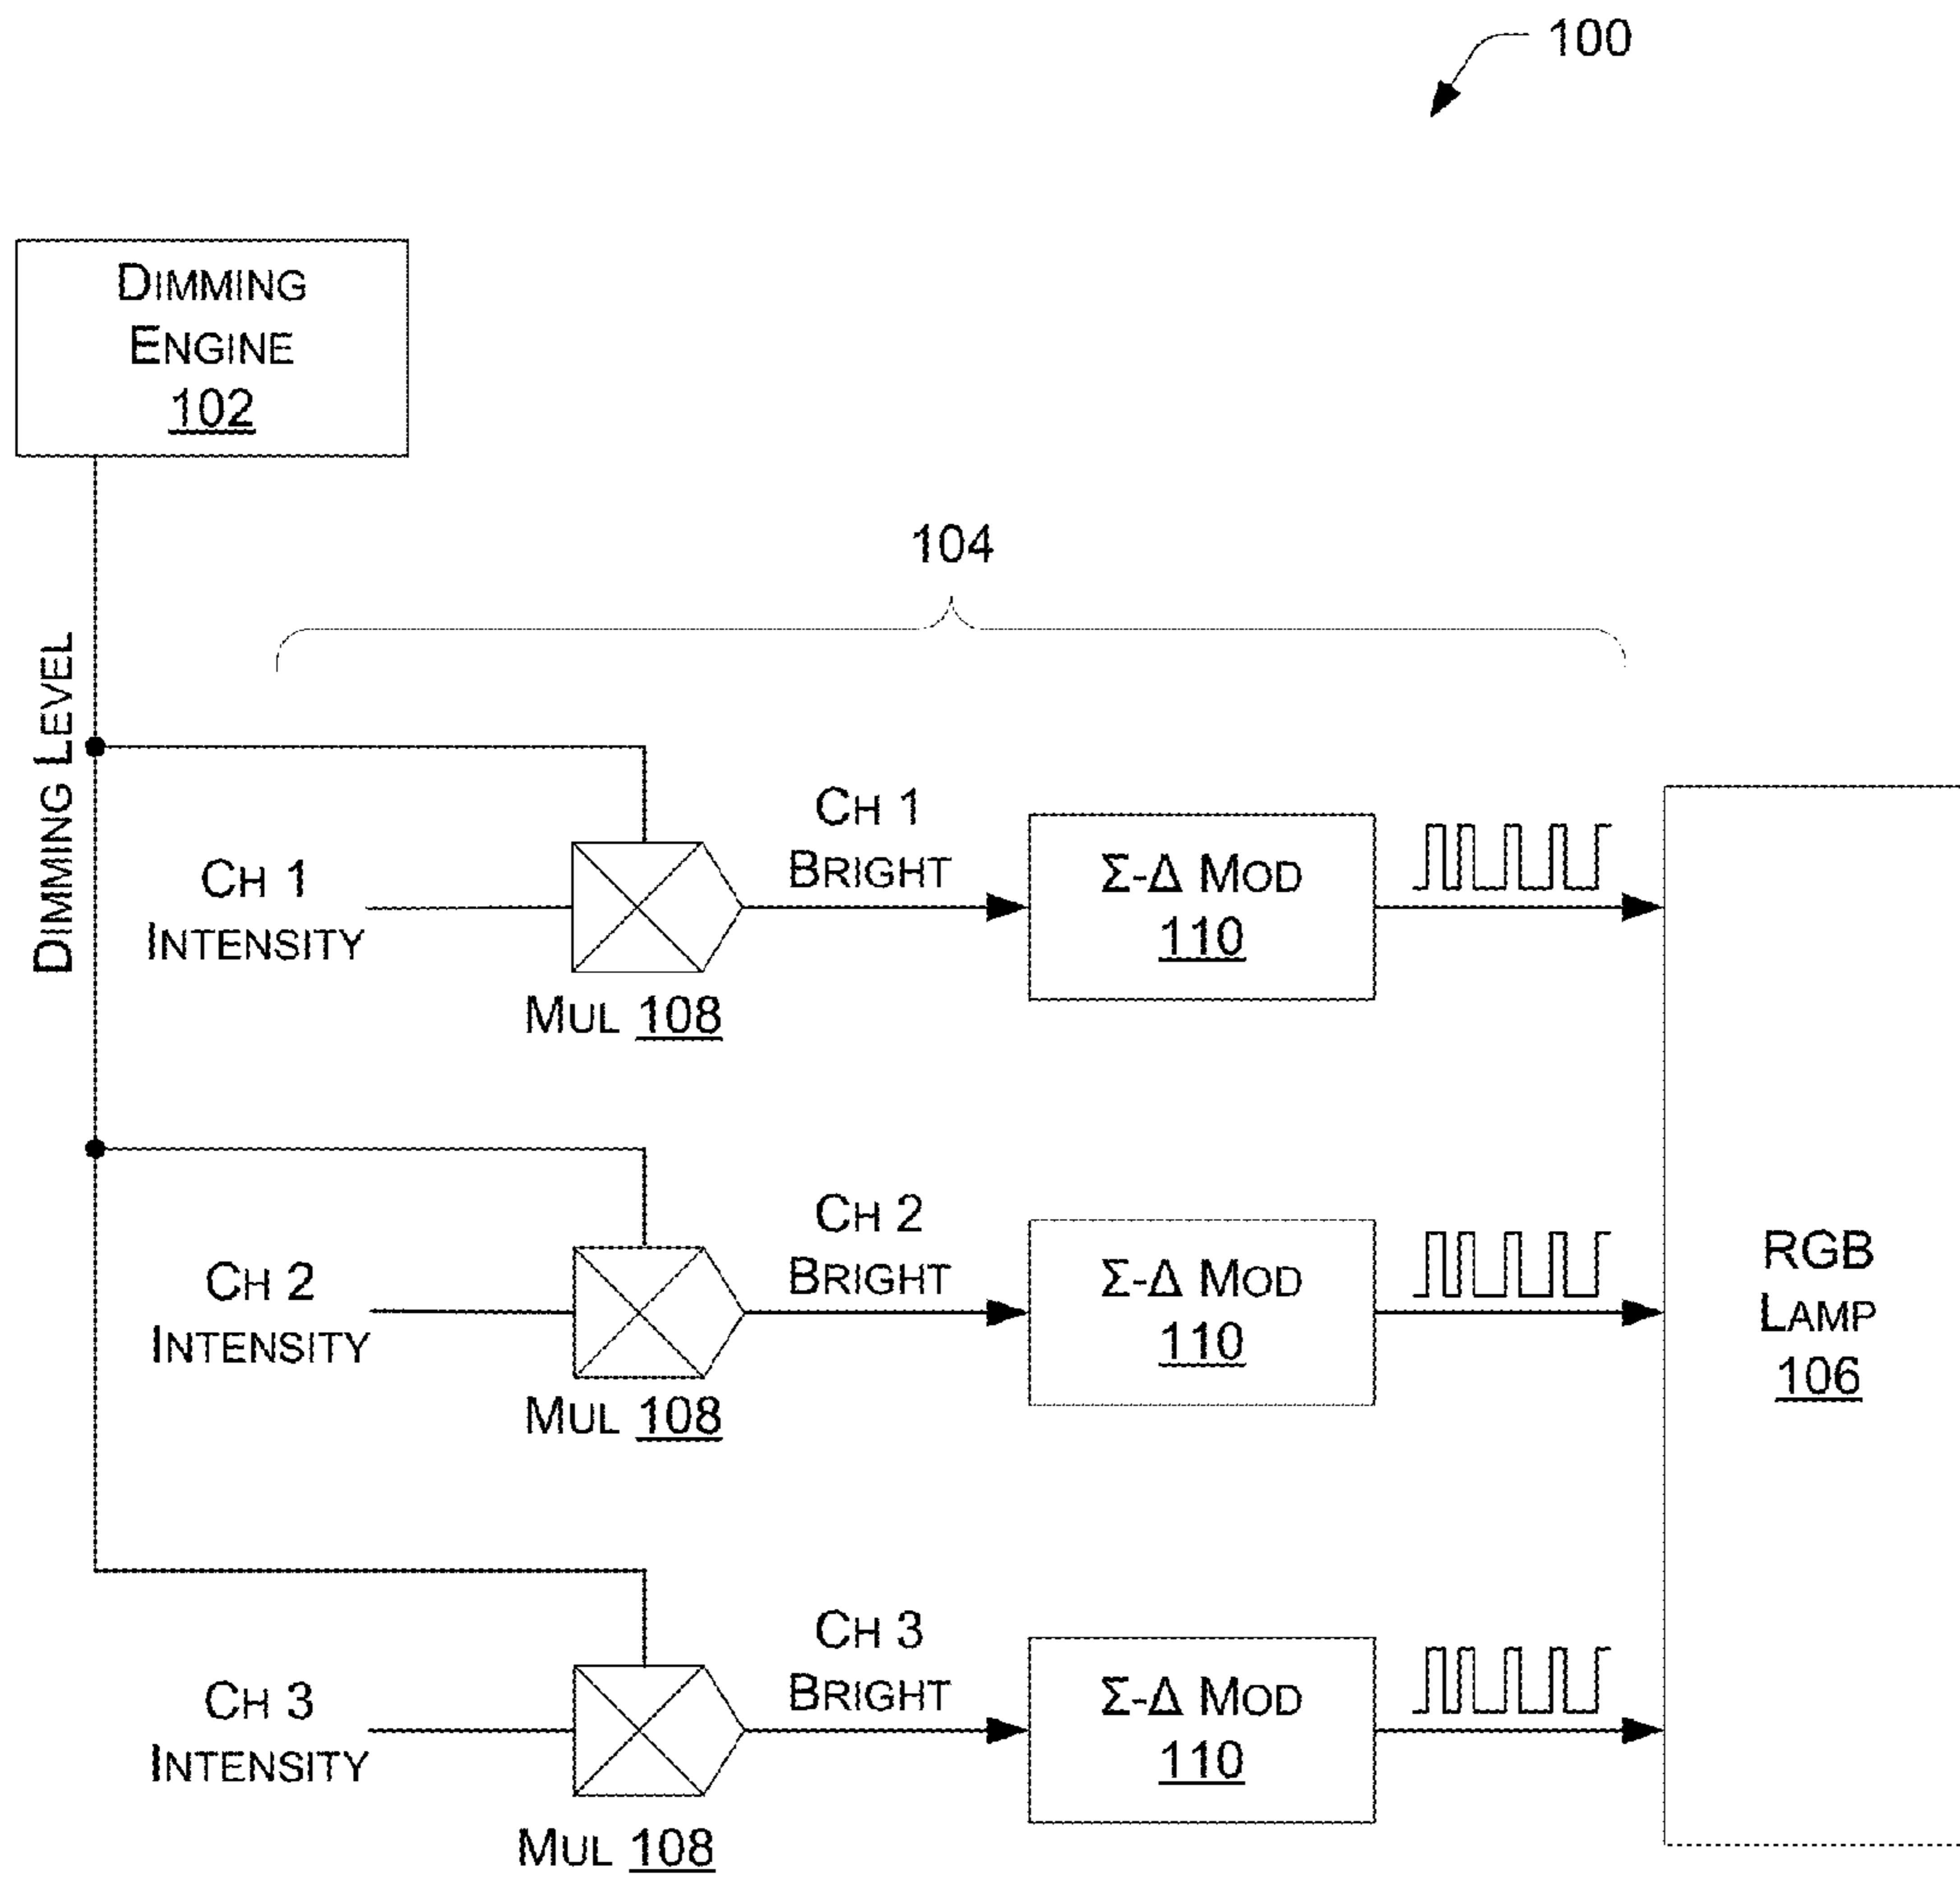 100
DIMMING
ENGINE
102
104
DIMMING LEVEL
CH 1
INTENSITY
MUL 108
CH 1
BRIGHT
Σ-Δ MOD
110
CH 2
INTENSITY
MUL 108
CH 2
BRIGHT
Σ-Δ MOD
110
RGB
LAMP
106
CH 3
INTENSITY
MUL 108
CH 3
BRIGHT
Σ-Δ MOD
110